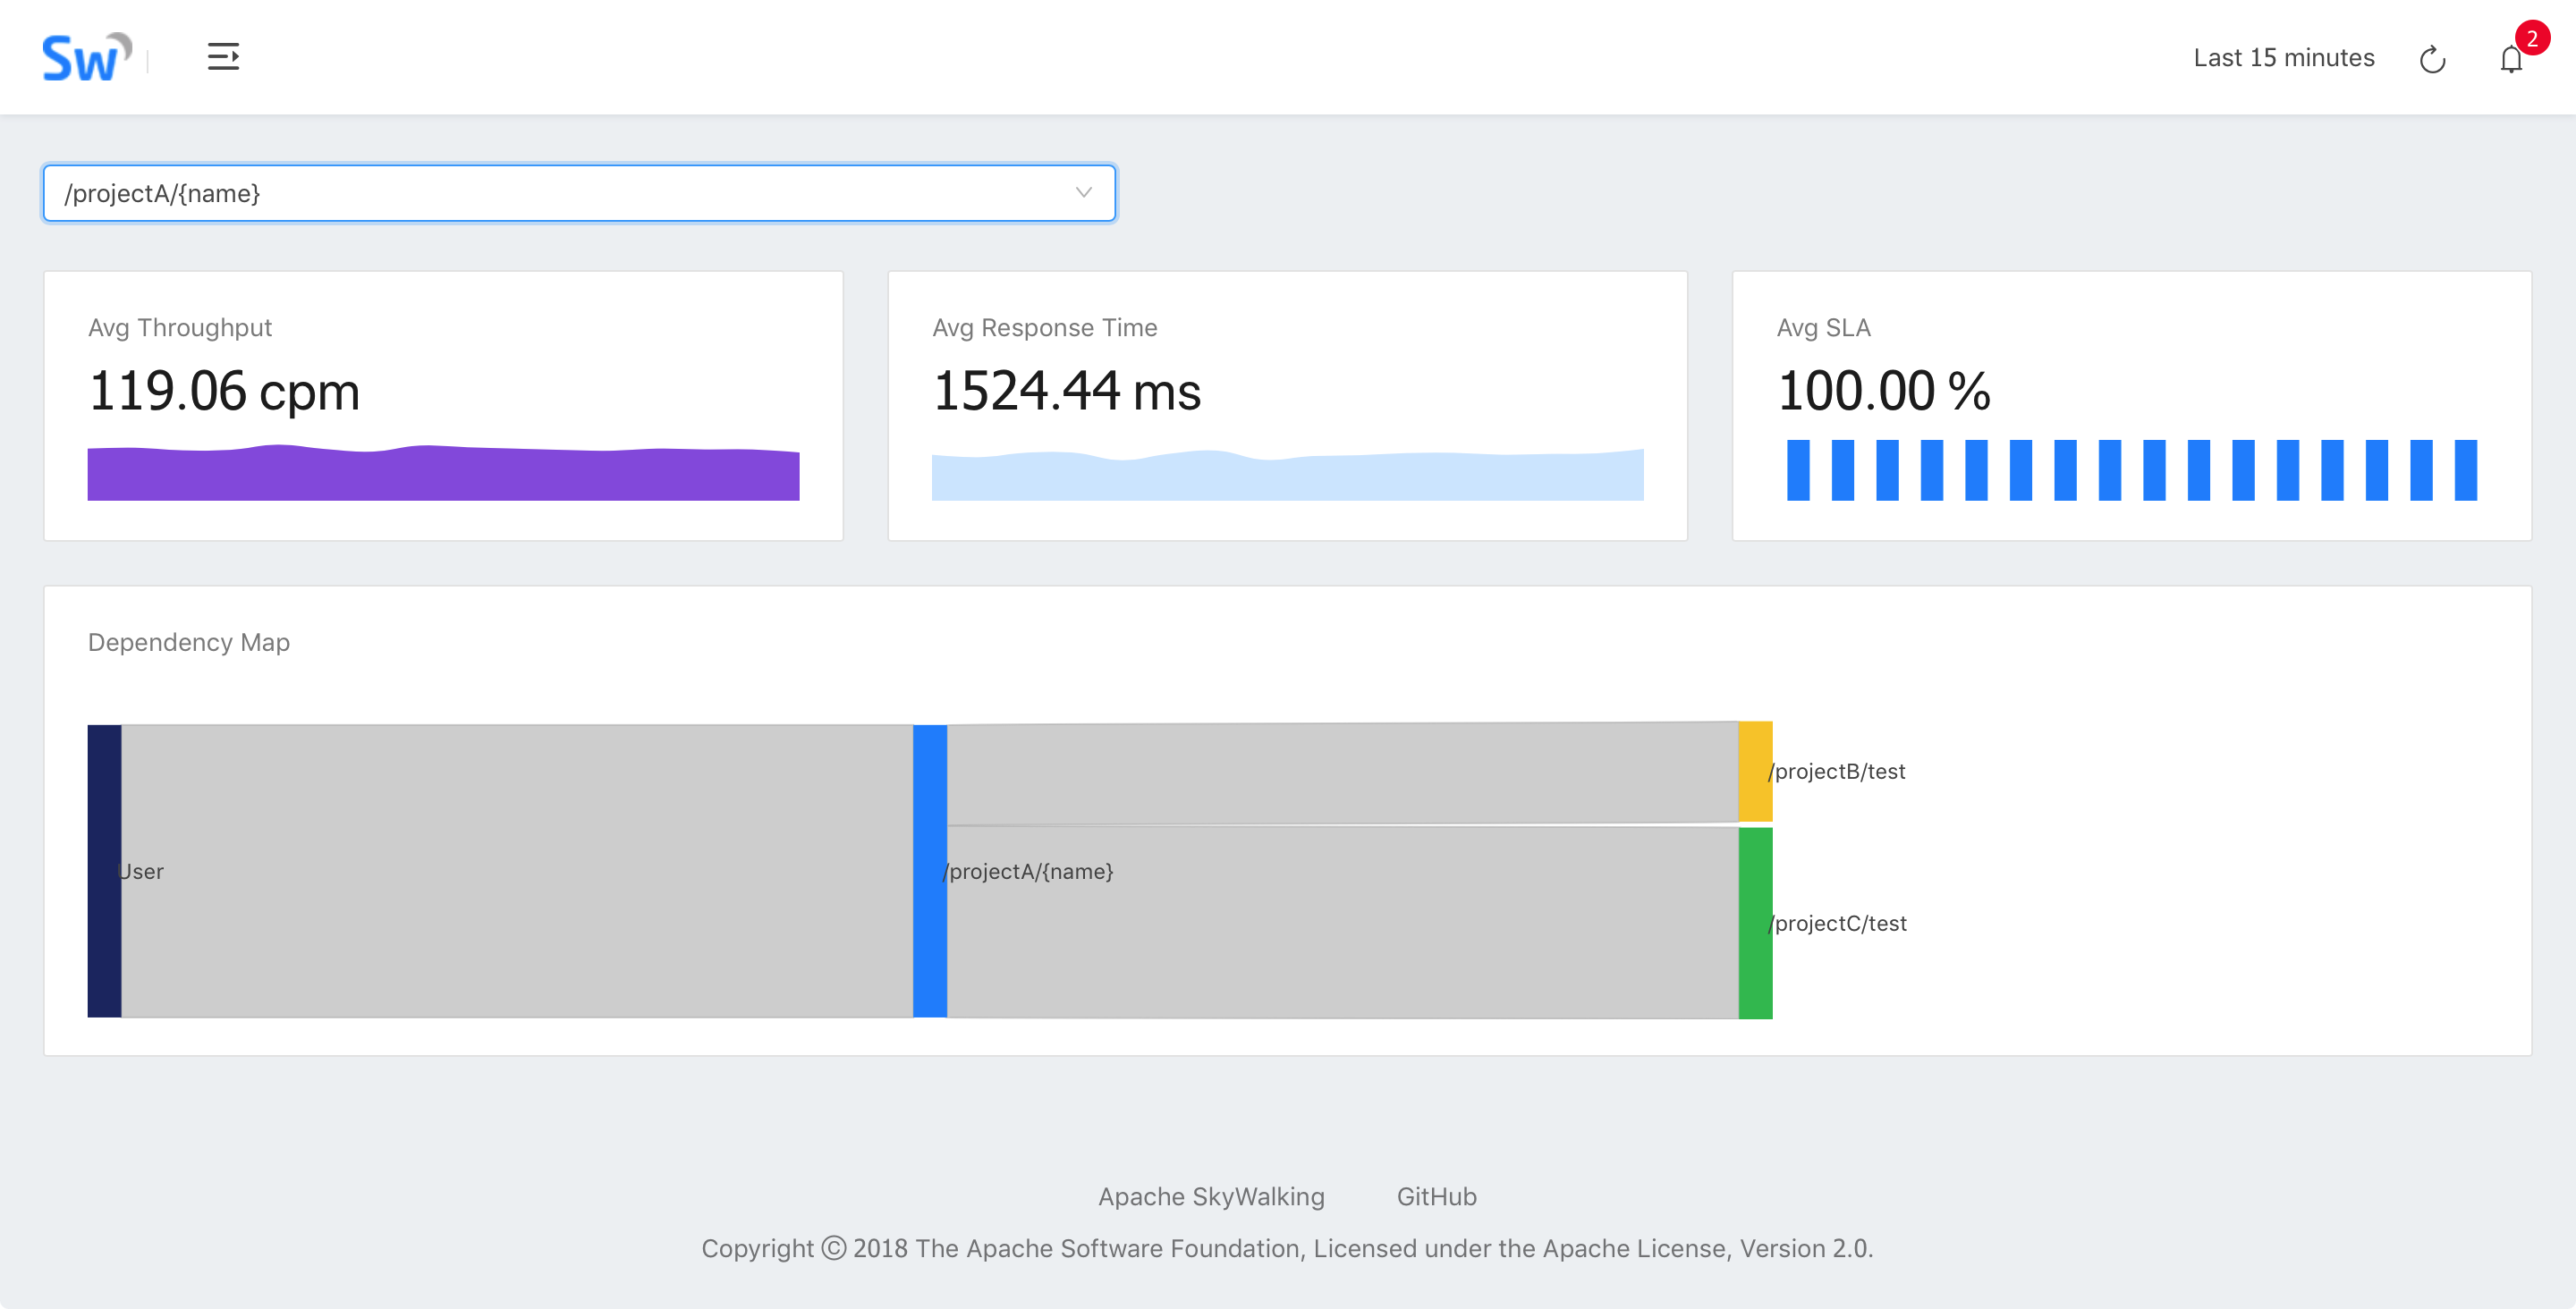 Sw
Last 15 minutes
2
/projectA/{name}
Avg Throughput
119.06 cpm
Avg Response Time
1524.44 ms
Avg SLA
100.00 %
Dependency Map
/projectB/test
User
/projectA/{name}
/projectC/test
Apache SkyWalking GitHub
Copyright © 2018 The Apache Software Foundation, Licensed under the Apache License, Version 2.0.